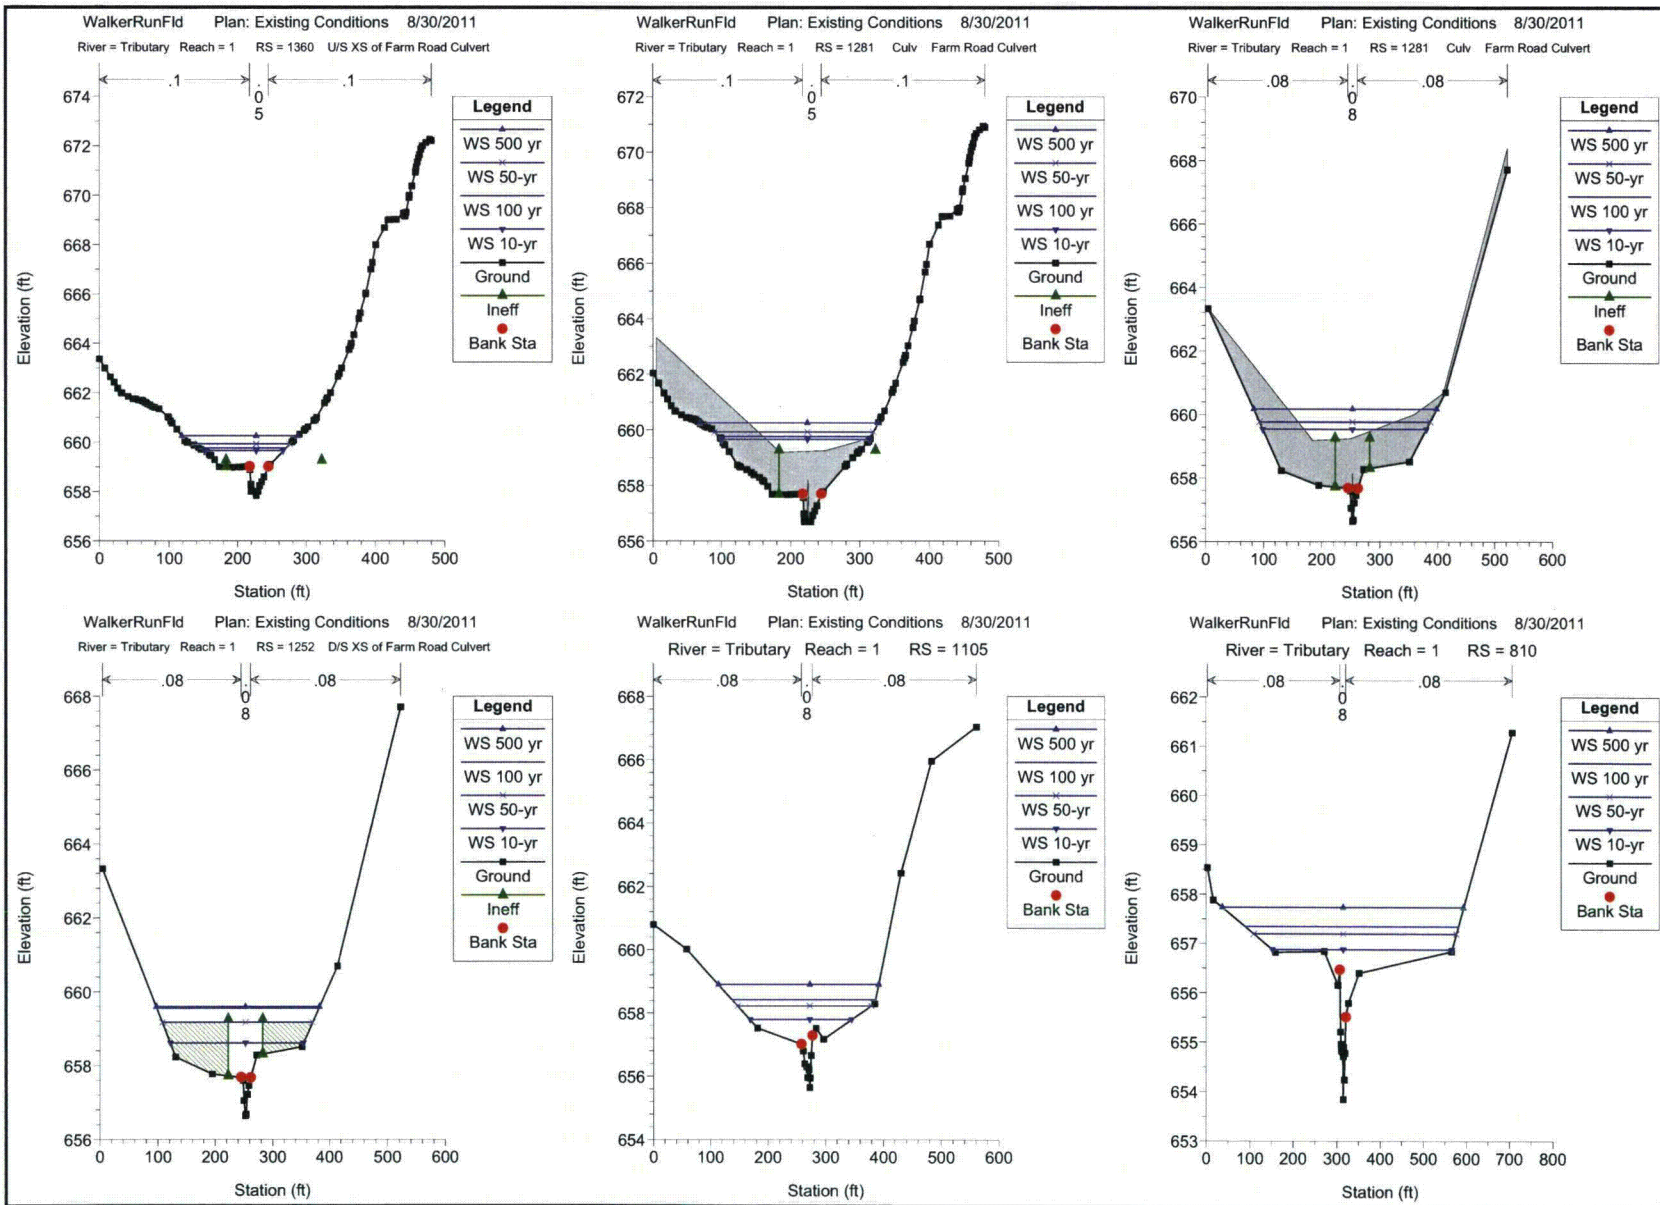 WalkerRunFld Plan: Existing Conditions 8/30/2011
River = Tributary Reach = 1 RS = 1360 U/S XS of Farm Road Culvert
.1
.05
.1
674
672
670
668
666
664
662
660
658
656
Elevation (ft)
0 100 200 300 400 500
Station (ft)
Legend
WS 500 yr
WS 50-yr
WS 100 yr
WS 10-yr
Ground
Ineff
Bank Sta
WalkerRunFld Plan: Existing Conditions 8/30/2011
River = Tributary Reach = 1 RS = 1281 Culv Farm Road Culvert
.1
.05
.1
672
670
668
666
664
662
660
658
656
Elevation (ft)
0 100 200 300 400 500
Station (ft)
Legend
WS 500 yr
WS 50-yr
WS 100 yr
WS 10-yr
Ground
Ineff
Bank Sta
WalkerRunFld Plan: Existing Conditions 8/30/2011
River = Tributary Reach = 1 RS = 1281 Culv Farm Road Culvert
.08
.08
.08
670
668
666
664
662
660
658
656
Elevation (ft)
0 100 200 300 400 500 600
Station (ft)
Legend
WS 500 yr
WS 50-yr
WS 100 yr
WS 10-yr
Ground
Ineff
Bank Sta
WalkerRunFld Plan: Existing Conditions 8/30/2011
River = Tributary Reach = 1 RS = 1252 D/S XS of Farm Road Culvert
.08
.08
.08
668
666
664
662
660
658
656
Elevation (ft)
0 100 200 300 400 500 600
Station (ft)
Legend
WS 500 yr
WS 100 yr
WS 50-yr
WS 10-yr
Ground
Ineff
Bank Sta
WalkerRunFld Plan: Existing Conditions 8/30/2011
River = Tributary Reach = 1 RS = 1105
.08
.08
.08
668
666
664
662
660
658
656
654
Elevation (ft)
0 100 200 300 400 500 600
Station (ft)
Legend
WS 500 yr
WS 100 yr
WS 50-yr
WS 10-yr
Ground
Bank Sta
WalkerRunFld Plan: Existing Conditions 8/30/2011
River = Tributary Reach = 1 RS = 810
.08
.08
.08
662
661
660
659
658
657
656
655
654
653
Elevation (ft)
0 100 200 300 400 500 600 700 800
Station (ft)
Legend
WS 500 yr
WS 100 yr
WS 50-yr
WS 10-yr
Ground
Bank Sta